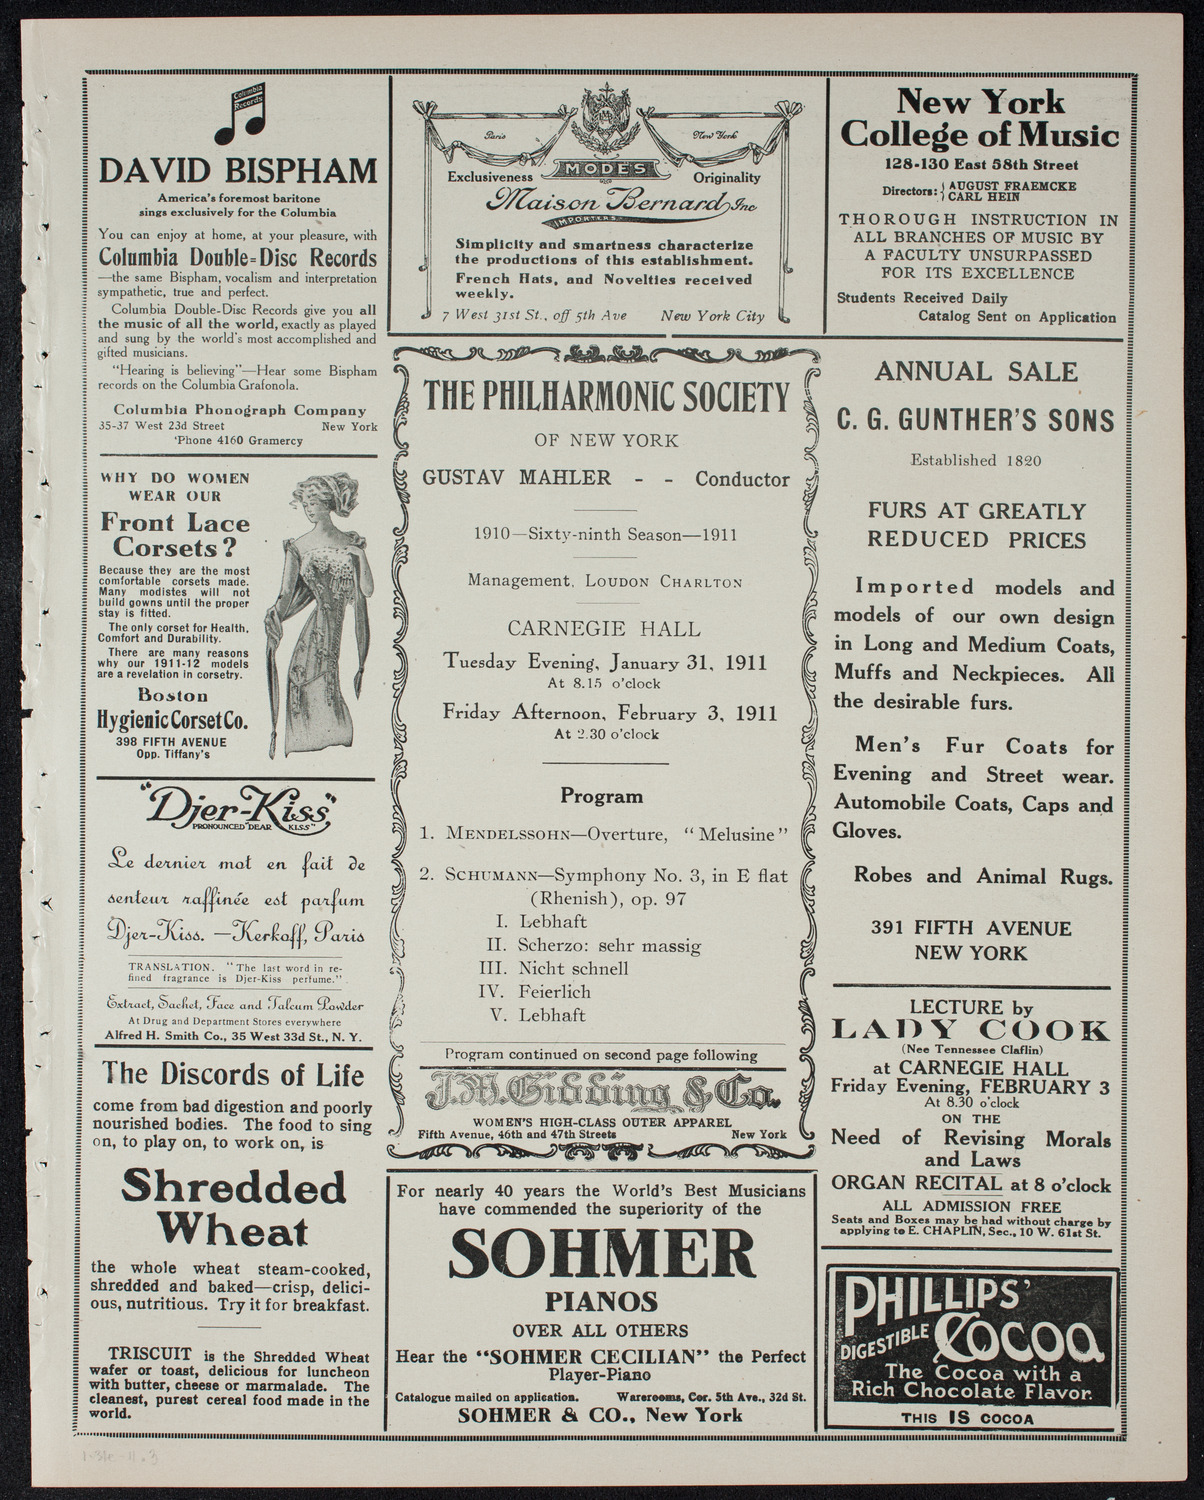 Columbia
Records
DAVID BISPHAM
America's foremost baritone
sings exclusively for the Columbia
You can enjoy at home, at your pleasure, with
Columbia Double-Disc Records
—the same Bispham, vocalism and interpretation
sympathetic, true and perfect.
Columbia Double-Disc Records give you all
the music of all the world, exactly as played
and sung by the world's most accomplished and
gifted musicians.
"Hearing is believing"—Hear some Bispham
records on the Columbia Grafonola.
Columbia Phonograph Company
35-37 West 23d Street New York
'Phone 4160 Gramercy
WHY DO WOMEN
WEAR OUR
Front Lace
Corsets?
Because they are the most
comfortable corsets made.
Many modistes will not
build gowns until the proper
stay is fitted.
The only corset for Health,
Comfort and Durability.
There are many reasons
why our 1911-12 models
are a revelation in corsetry.
Boston
Hygienic Corset Co.
398 FIFTH AVENUE
Opp. Tiffany's
"Djer-Kiss"
PRONOUNCED "DEAR KISS"
Le dernier mot en fait de
senteur raffinée est parfum
Djer-Kiss. —Kerkoff, Paris
TRANSLATION. "The last word in re-
fined fragrance is Djer-Kiss perfume."
Extract, Sachet, Face and Talcum Powder
At Drug and Department Stores everywhere
Alfred H. Smith Co., 35 West 33d St., N. Y.
The Discords of Life
come from bad digestion and poorly
nourished bodies. The food to sing
on, to play on, to work on, is
Shredded
Wheat
the whole wheat steam-cooked,
shredded and baked—crisp, delici-
ous, nutritious. Try it for breakfast.
TRISCUIT is the Shredded Wheat
wafer or toast, delicious for luncheon
with butter, cheese or marmalade. The
cleanest, purest cereal food made in the
world.
Paris New York
MODES
Exclusiveness Originality
Maison Bernard Inc
IMPORTERS
Simplicity and smartness characterize
the productions of this establishment.
French Hats, and Novelties received
weekly.
7 West 31st St., off 5th Ave New York City
THE PHILHARMONIC SOCIETY
OF NEW YORK
GUSTAV MAHLER - - Conductor
1910—Sixty-ninth Season—1911
Management, LOUDON CHARLTON
CARNEGIE HALL
Tuesday Evening, January 31, 1911
At 8.15 o'clock
Friday Afternoon, February 3, 1911
At 2.30 o'clock
Program
1. MENDELSSOHN—Overture, "Melusine"
2. SCHUMANN—Symphony No. 3, in E flat
(Rhenish), op. 97
I. Lebhaft
II. Scherzo: sehr massig
III. Nicht schnell
IV. Feierlich
V. Lebhaft
Program continued on second page following
J.M. Gidding & Co.
WOMEN'S HIGH-CLASS OUTER APPAREL
Fifth Avenue, 46th and 47th Streets New York
For nearly 40 years the World's Best Musicians
have commended the superiority of the
SOHMER
PIANOS
OVER ALL OTHERS
Hear the "SOHMER CECILIAN" the Perfect
Player-Piano
Catalogue mailed on application. Warerooms, Cor. 5th Ave., 32d St.
SOHMER & CO., New York
New York
College of Music
128-130 East 58th Street
Directors: { AUGUST FRAEMCKE
CARL HEIN
THOROUGH INSTRUCTION IN
ALL BRANCHES OF MUSIC BY
A FACULTY UNSURPASSED
FOR ITS EXCELLENCE
Students Received Daily
Catalog Sent on Application
ANNUAL SALE
C. G. GUNTHER'S SONS
Established 1820
FURS AT GREATLY
REDUCED PRICES
Imported models and
models of our own design
in Long and Medium Coats,
Muffs and Neckpieces. All
the desirable furs.
Men's Fur Coats for
Evening and Street wear.
Automobile Coats, Caps and
Gloves.
Robes and Animal Rugs.
391 FIFTH AVENUE
NEW YORK
LECTURE by
LADY COOK
(Nee Tennessee Claflin)
at CARNEGIE HALL
Friday Evening, FEBRUARY 3
At 8.30 o'clock
ON THE
Need of Revising Morals
and Laws
ORGAN RECITAL at 8 o'clock
ALL ADMISSION FREE
Seats and Boxes may be had without charge by
applying to E. CHAPLIN, Sec., 10 W. 61st St.
PHILLIPS'
DIGESTIBLE COCOA
The Cocoa with a
Rich Chocolate Flavor.
THIS IS COCOA